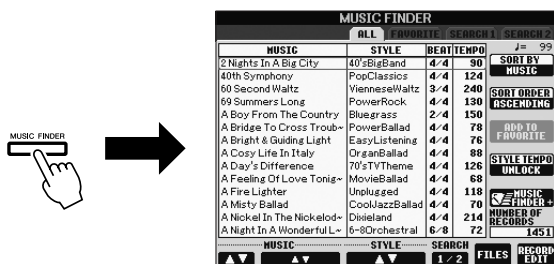 MUSIC FINDER
MUSIC FINDER
ALL FAVORITE SEARCH 1 SEARCH 2
MUSIC STYLE BEAT TEMPO
♩= 99
2 Nights In A Big City 40'sBigBand 4/4 90
40th Symphony PopClassics 4/4 124
60 Second Waltz VienneseWaltz 3/4 240
69 Summers Long PowerRock 4/4 130
A Boy From The Country Bluegrass 2/4 150
A Bridge To Cross Troub~ PowerBallad 4/4 78
A Bright & Guiding Light EasyListening 4/4 76
A Cosy Life In Italy OrganBallad 4/4 88
A Day's Difference 70'sTVTheme 4/4 126
A Feeling Of Love Tonig~ MovieBallad 4/4 68
A Fire Lighter Unplugged 4/4 118
A Misty Ballad CoolJazzBallad 4/4 70
A Nickel In The Nickelod~ Dixieland 4/4 214
A Night In A Wonderful L~ 6-8Orchestral 6/8 72
SORT BY
MUSIC
SORT ORDER
ASCENDING
ADD TO
FAVORITE
STYLE TEMPO
UNLOCK
MUSIC
FINDER +
NUMBER OF
RECORDS
1451
MUSIC STYLE SEARCH
1 / 2 FILES RECORD
EDIT